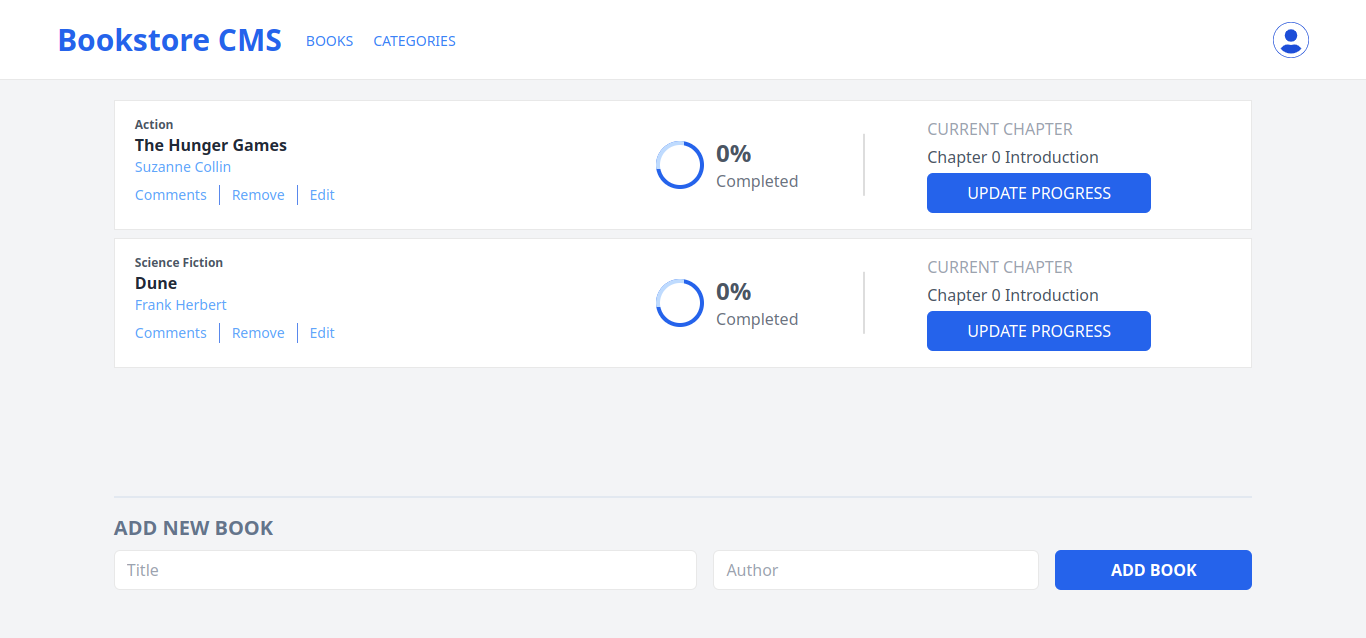 Bookstore CMS BOOKS CATEGORIES
Action
The Hunger Games
Suzanne Collin
Comments Remove Edit
0%
Completed
CURRENT CHAPTER
Chapter 0 Introduction
UPDATE PROGRESS
Science Fiction
Dune
Frank Herbert
Comments Remove Edit
0%
Completed
CURRENT CHAPTER
Chapter 0 Introduction
UPDATE PROGRESS
ADD NEW BOOK
Title Author ADD BOOK